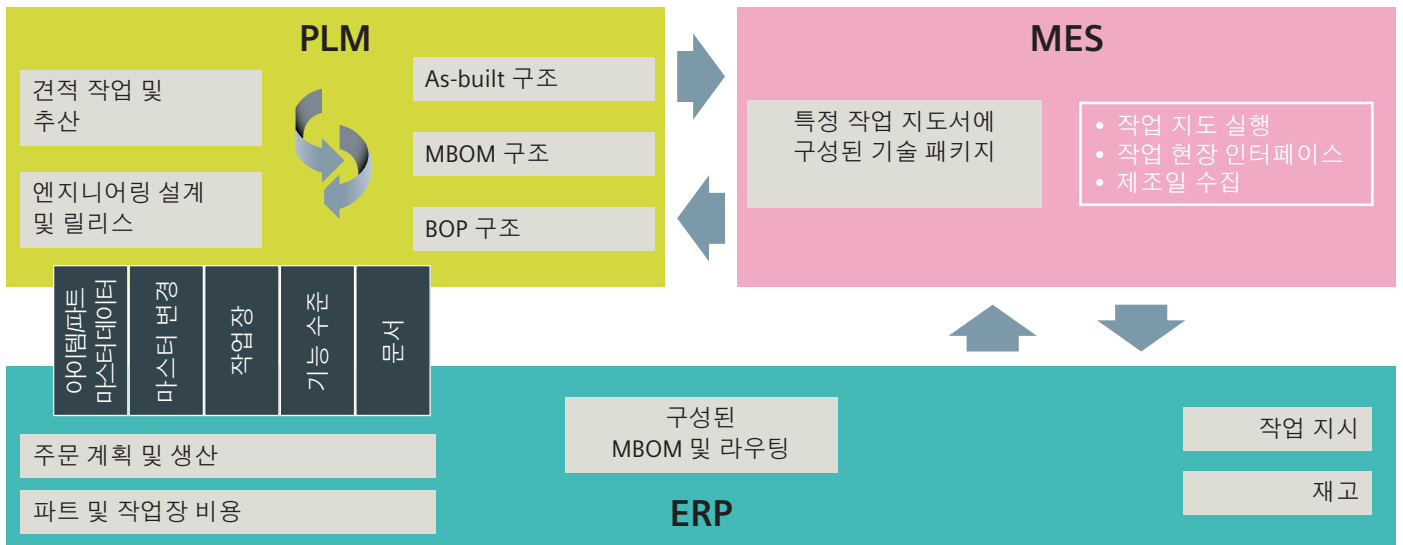 PLM
견적 작업 및
추산
엔지니어링 설계
및 릴리스
As-built 구조
MBOM 구조
BOP 구조
MES
특정 작업 지도서에
구성된 기술 패키지
• 작업 지도 실행
• 작업 현장 인터페이스
• 제조일 수집
아이템/파트
마스터데이터
마스터 변경
작업장
기능 수준
문서
주문 계획 및 생산
파트 및 작업장 비용
구성된
MBOM 및 라우팅
ERP
작업 지시
재고